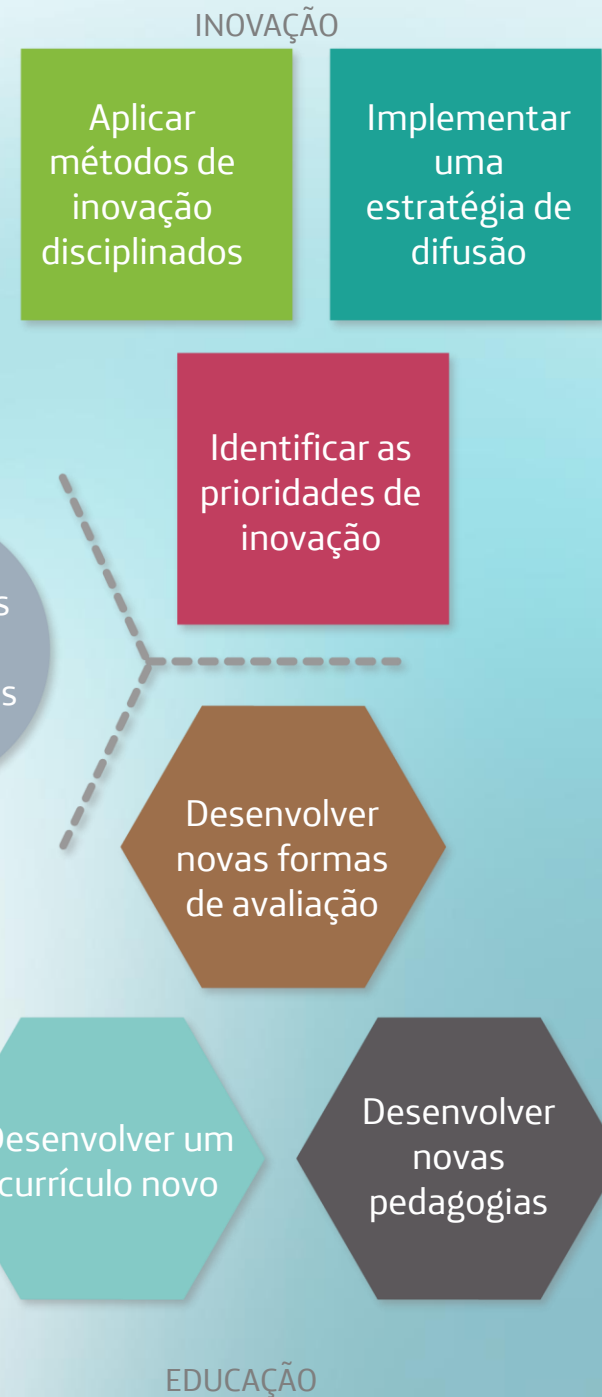 INOVAÇÃO
Aplicar
métodos de
inovação
disciplinados
Implementar
uma
estratégia de
difusão
Identificar as
prioridades de
inovação
Desenvolver
novas formas
de avaliação
Desenvolver um
currículo novo
Desenvolver
novas
pedagogias
EDUCAÇÃO